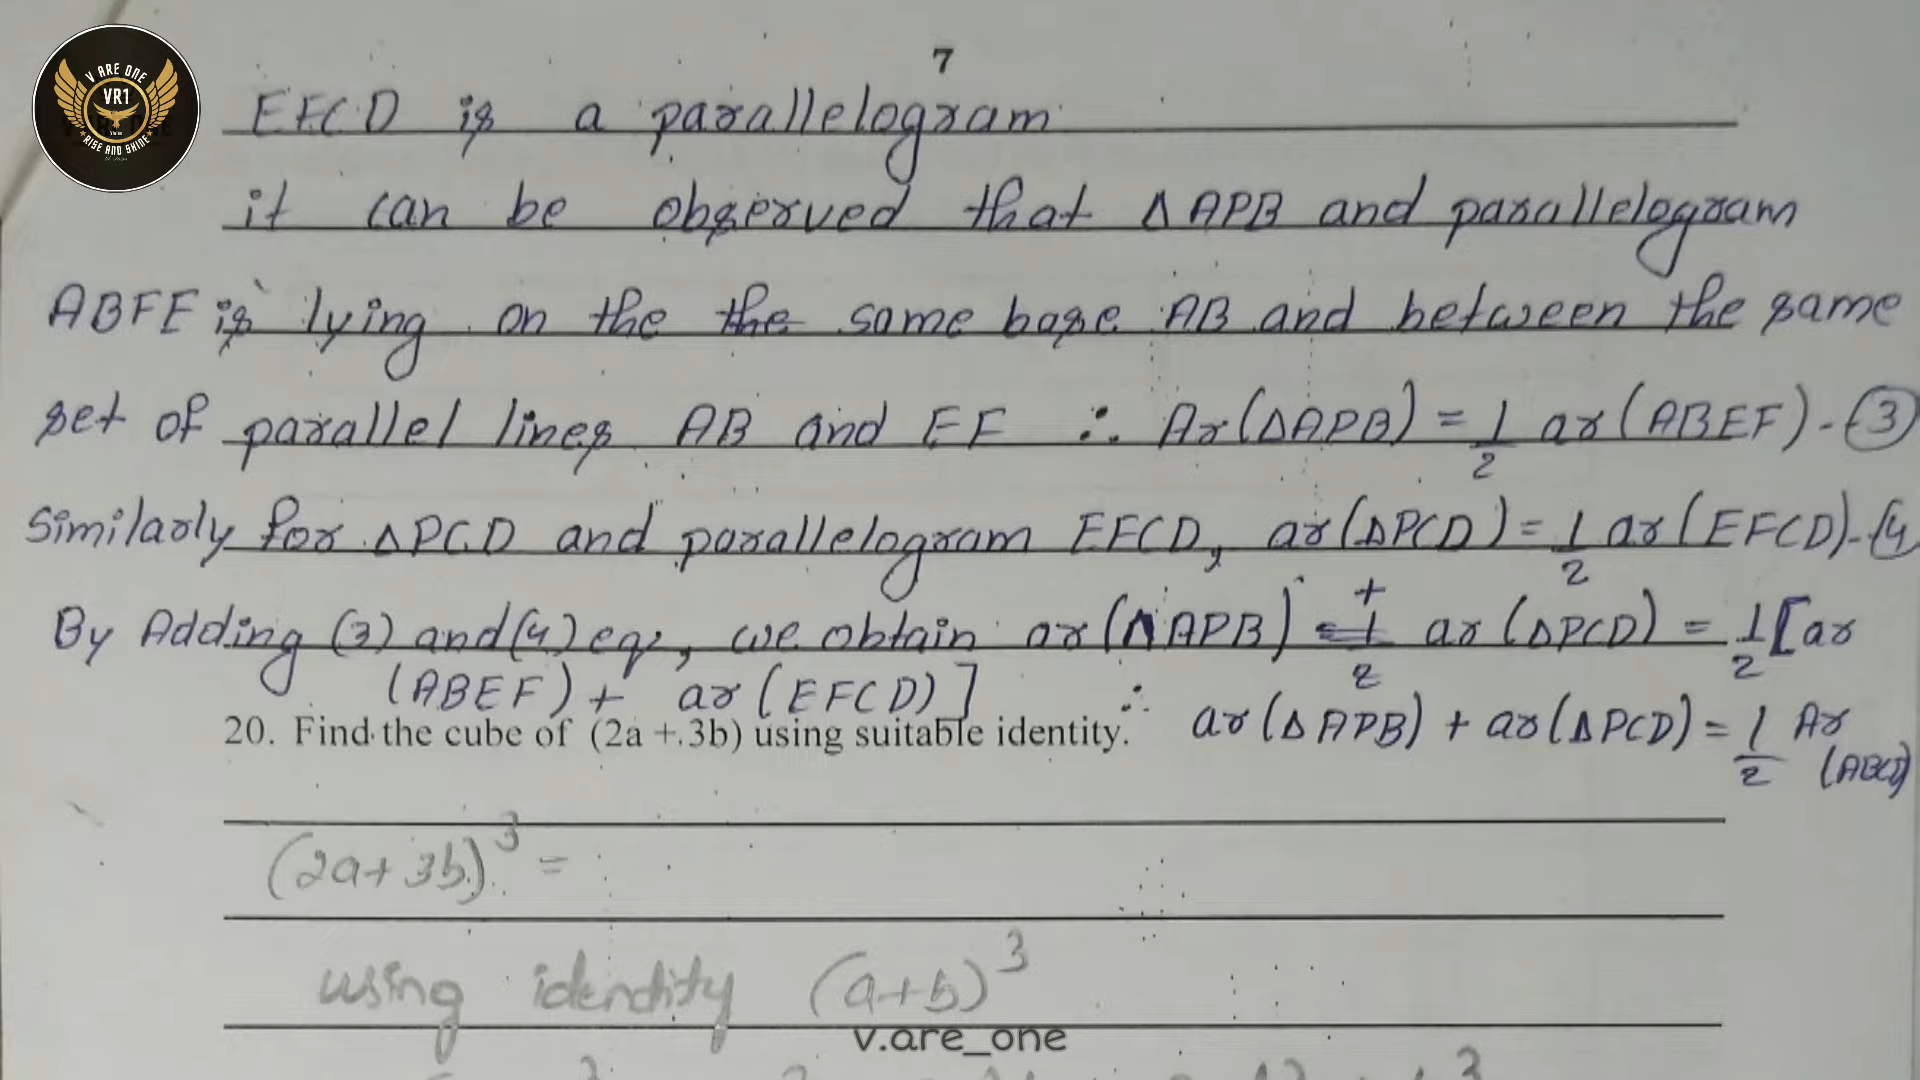 V ARE ONE
VR1
RISE AND SHINE
7
EFCD is a parallelogram
it can be observed that ΔAPB and parallelogram
ABFE is lying on the the same base AB and between the same
set of parallel lines AB and EF ∴ Ar(ΔAPB) = 1/2 ar(ABEF) - ③
Similarly for ΔPCD and parallelogram EFCD, ar(ΔPCD) = 1/2 ar(EFCD) - (4
By Adding (3) and (4) eq, we obtain ar(ΔAPB) + ar(ΔPCD) = 1/2 [ar
(ABEF) + ar(EFCD)]
∴ ar(ΔAPB) + ar(ΔPCD) = 1/2 Ar (ABCD)
20. Find the cube of (2a + 3b) using suitable identity.
(2a+3b)³ =
using identity (a+b)³
v.are_one